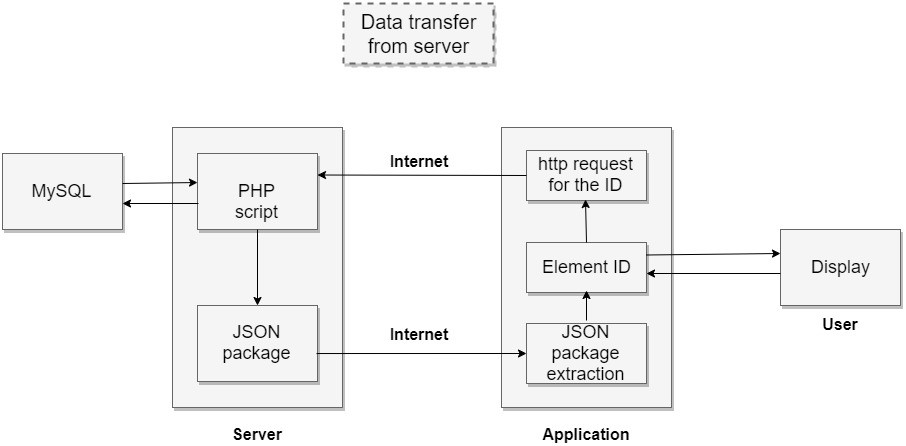 Data transfer
from server
Internet
MySQL
PHP
script
http request
for the ID
Element ID
Display
User
JSON
package
Internet
JSON
package
extraction
Server
Application